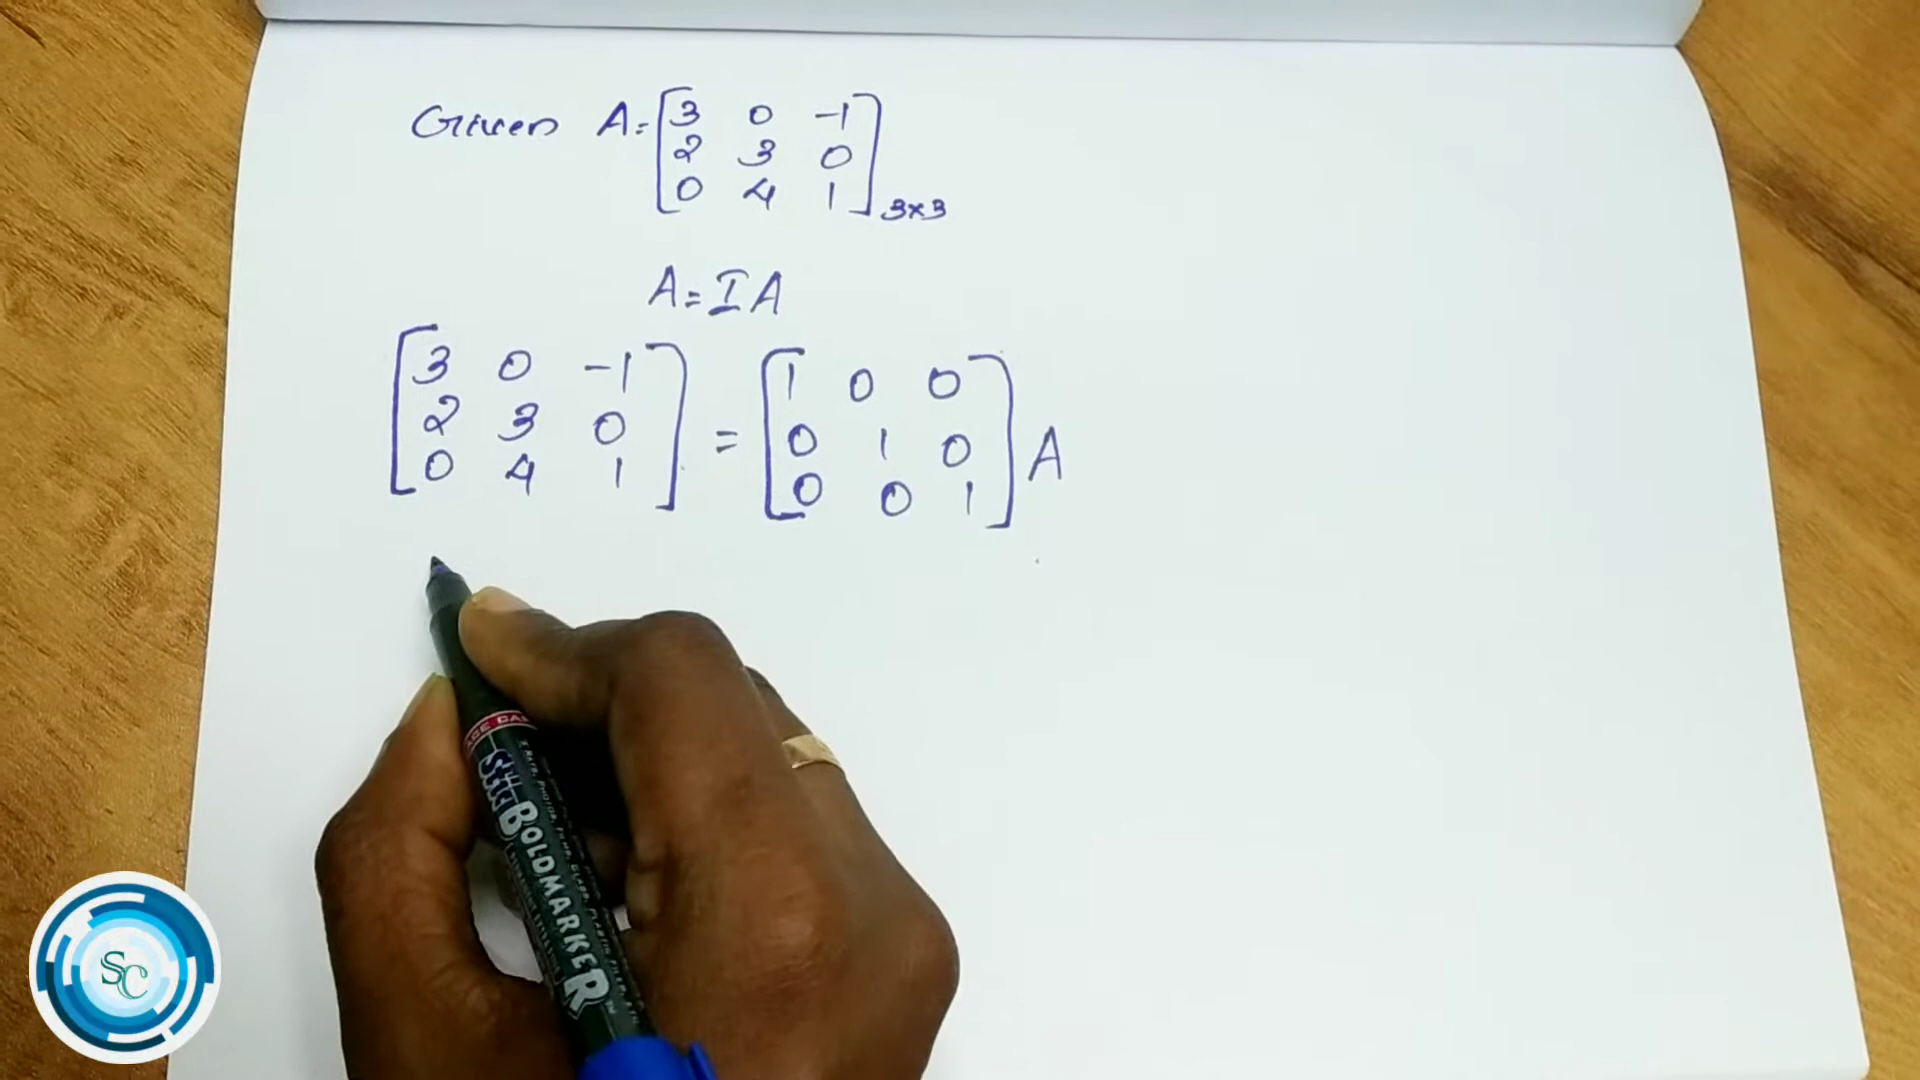 Given A = [3 0 -1
2 3 0
0 4 1] 3×3
A = IA
[3 0 -1
2 3 0
0 4 1] = [1 0 0
0 1 0
0 0 1] A
BOLDMARKER
SC